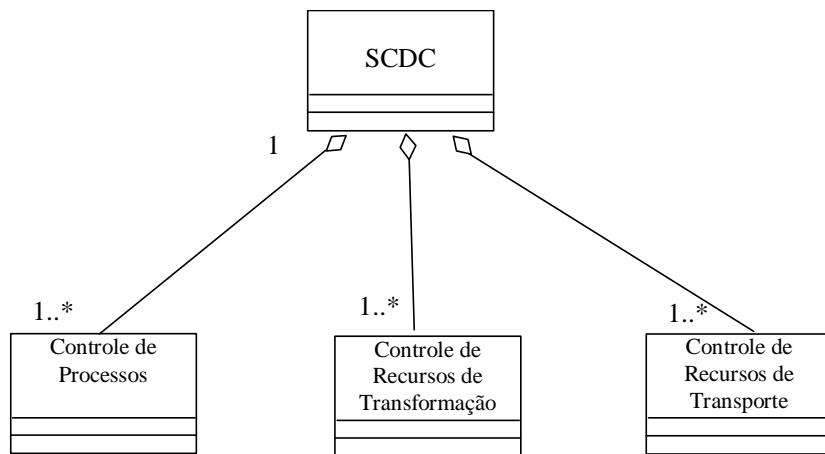 SCDC
1
1..*
1..*
1..*
Controle de
Processos
Controle de
Recursos de
Transformação
Controle de
Recursos de
Transporte